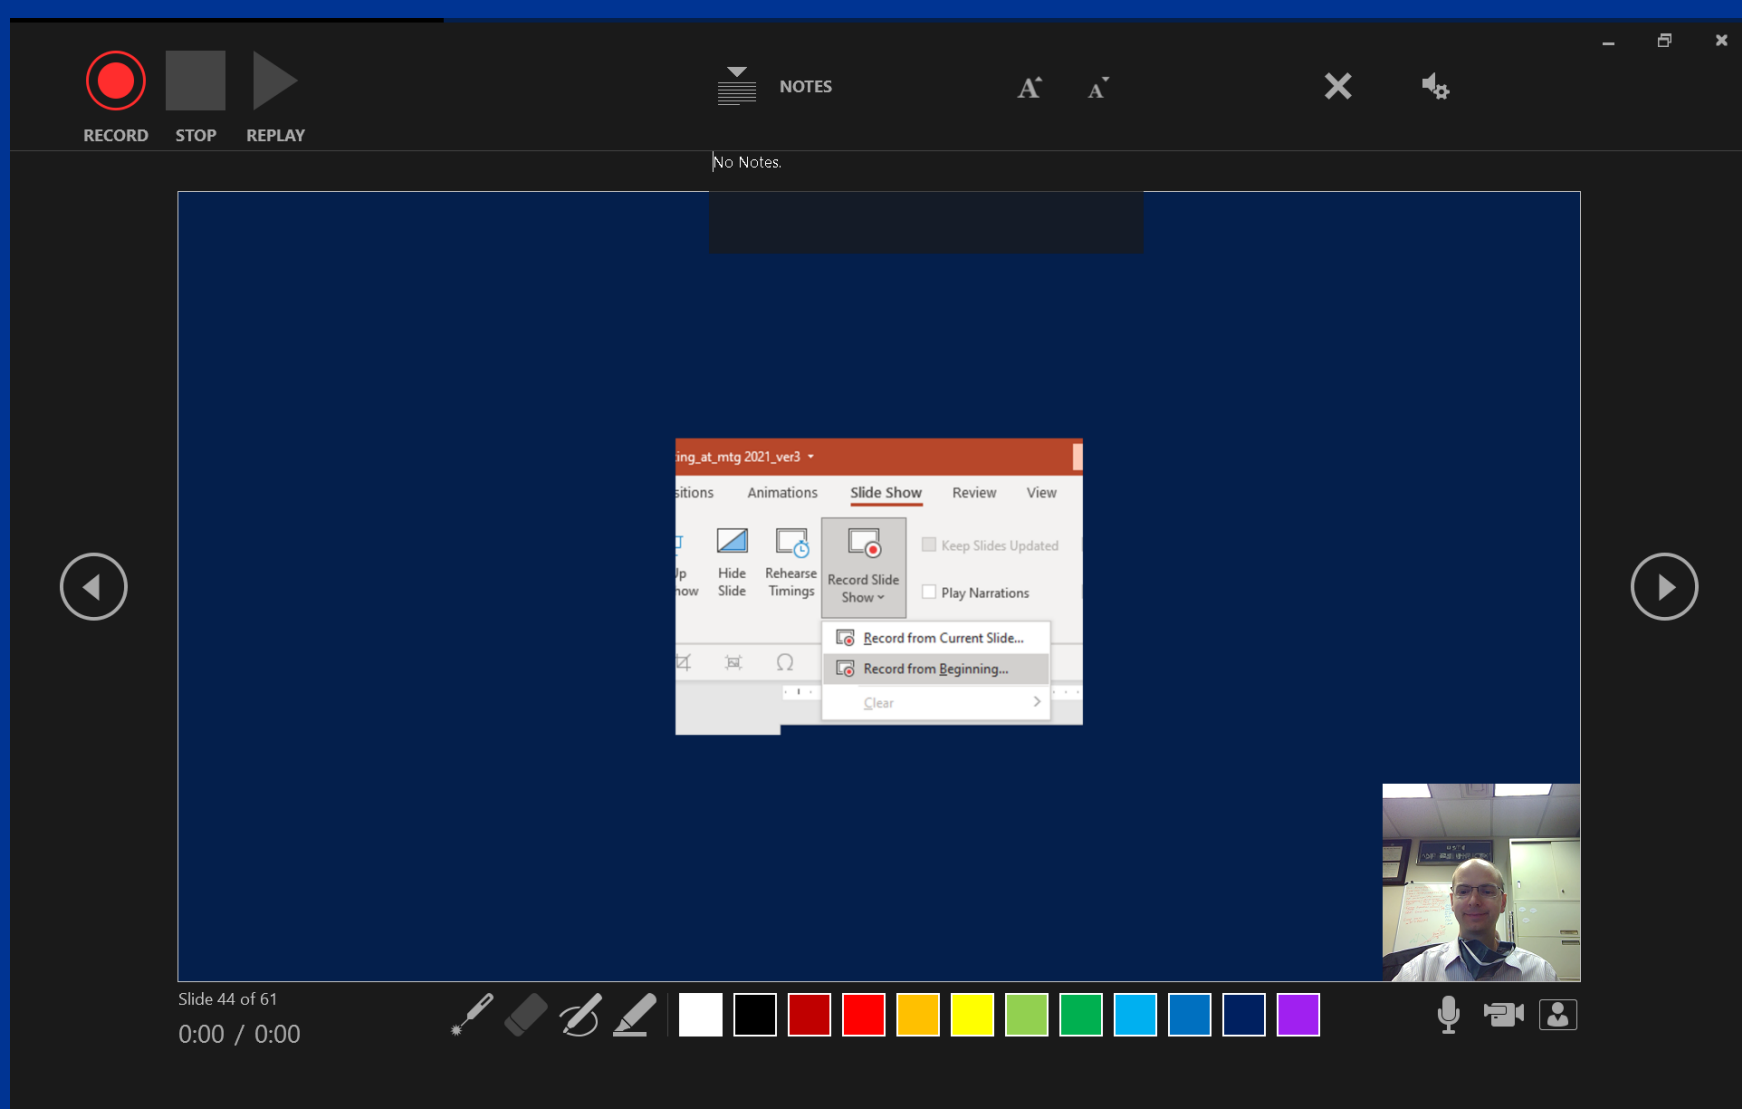 RECORD
STOP
REPLAY
NOTES
A
A
No Notes.
ing_at_mtg 2021_ver3
sitions
Animations
Slide Show
Review
View
Up
how
Hide
Slide
Rehearse
Timings
Record Slide
Show
Keep Slides Updated
Play Narrations
Record from Current Slide...
Record from Beginning...
Ω
Clear
Slide 44 of 61
0:00 / 0:00